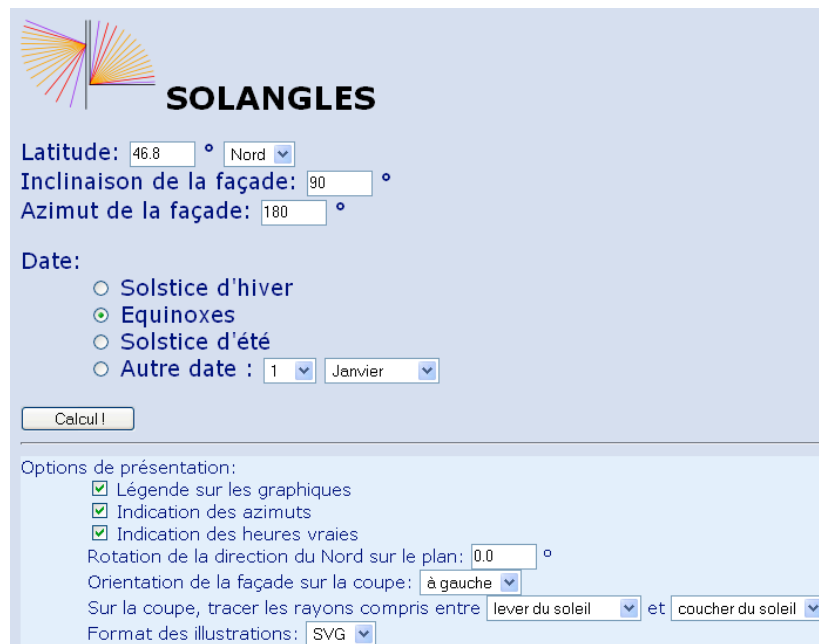 SOLANGLES
Latitude: 46.8 ° Nord
Inclinaison de la façade: 90 °
Azimut de la façade: 180 °
Date:
Solstice d'hiver
Equinoxes
Solstice d'été
Autre date : 1 Janvier
Calcul !
Options de présentation:
Légende sur les graphiques
Indication des azimuts
Indication des heures vraies
Rotation de la direction du Nord sur le plan: 0.0 °
Orientation de la façade sur la coupe: à gauche
Sur la coupe, tracer les rayons compris entre lever du soleil et coucher du soleil
Format des illustrations: SVG